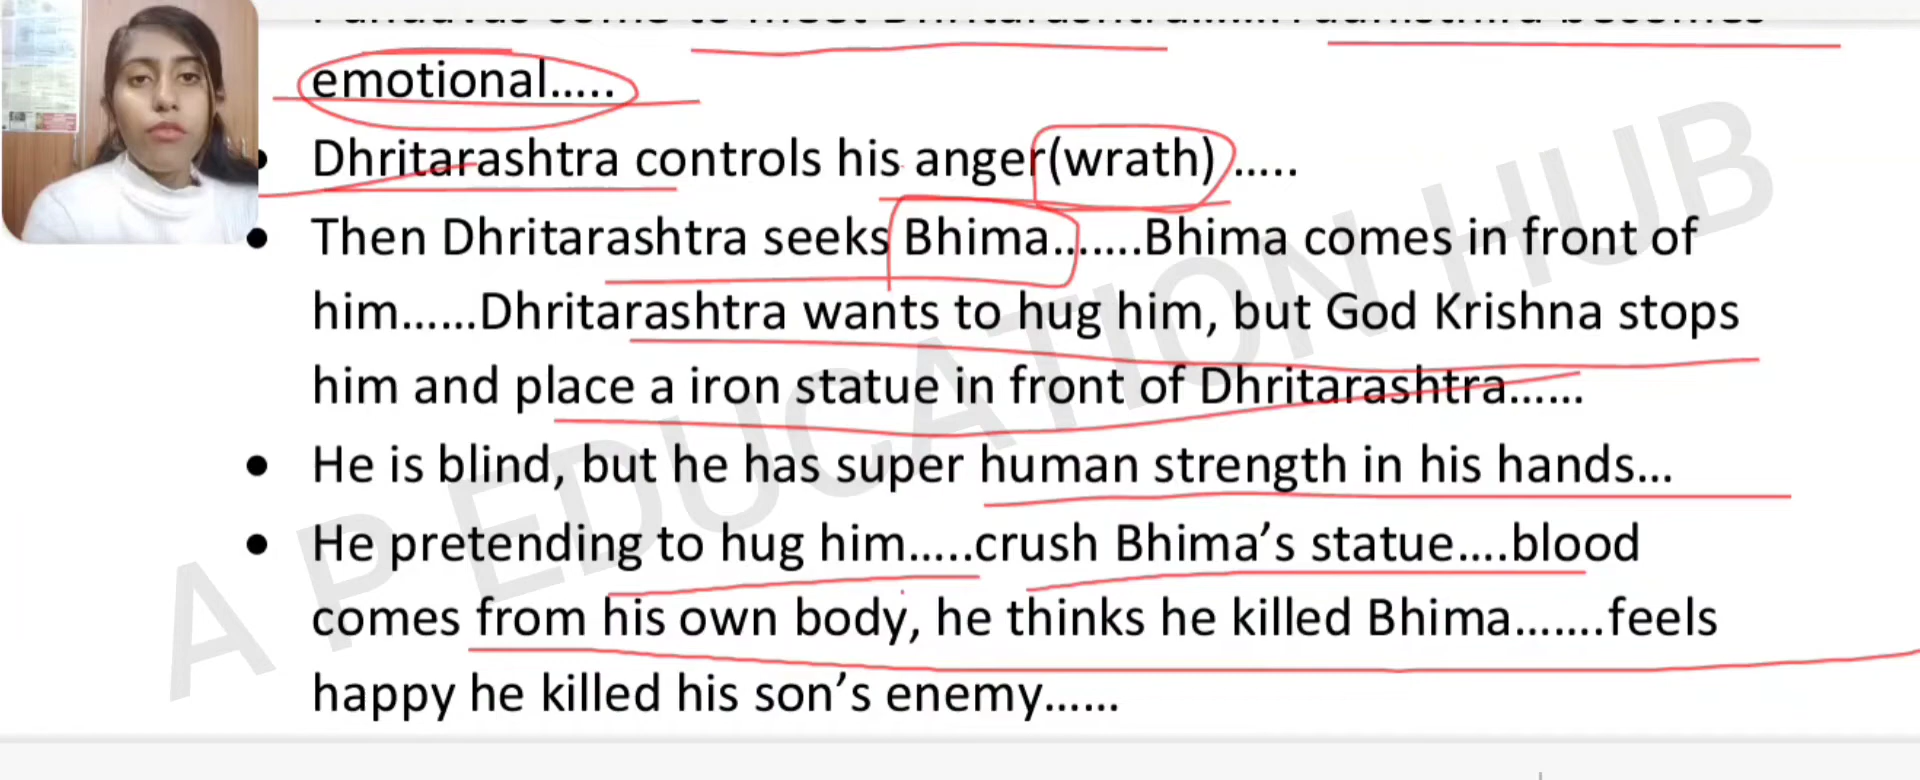 emotional.....
• Dhritarashtra controls his anger(wrath).....
• Then Dhritarashtra seeks Bhima.......Bhima comes in front of
him......Dhritarashtra wants to hug him, but God Krishna stops
him and place a iron statue in front of Dhritarashtra......
• He is blind, but he has super human strength in his hands...
• He pretending to hug him.....crush Bhima’s statue....blood
comes from his own body, he thinks he killed Bhima.......feels
happy he killed his son’s enemy......
A P EDUCATION HUB